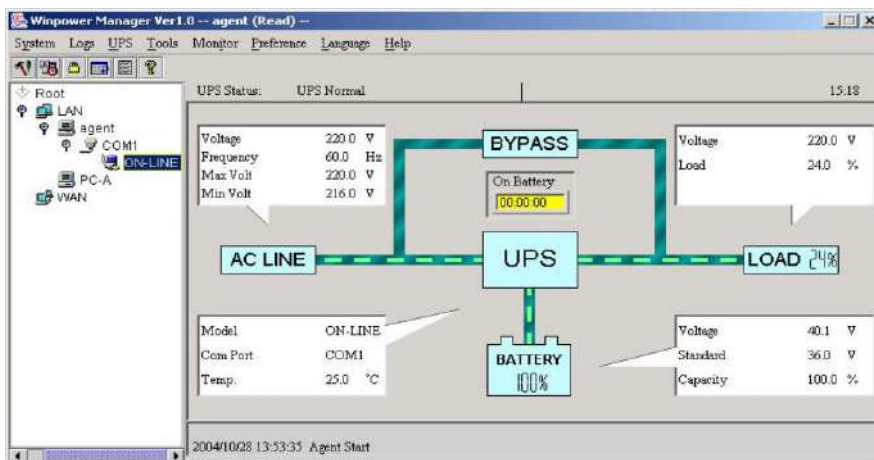 Winpower Manager Ver1.0 -- agent (Read) --
System Logs UPS Tools Monitor Preference Language Help
Root
LAN
agent
COM1
ON-LINE
PC-A
WAN
UPS Status: UPS Normal 15:18
Voltage 220.0 V
Frequency 60.0 Hz
Max Volt 220.0 V
Min Volt 216.0 V
BYPASS
On Battery
00:00:00
Voltage 220.0 V
Load 24.0 %
AC LINE
UPS
LOAD 24%
Model ON-LINE
Com Port COM1
Temp. 25.0 °C
BATTERY
100%
Voltage 40.1 V
Standard 36.0 V
Capacity 100.0 %
2004/10/28 13:53:35 Agent Start